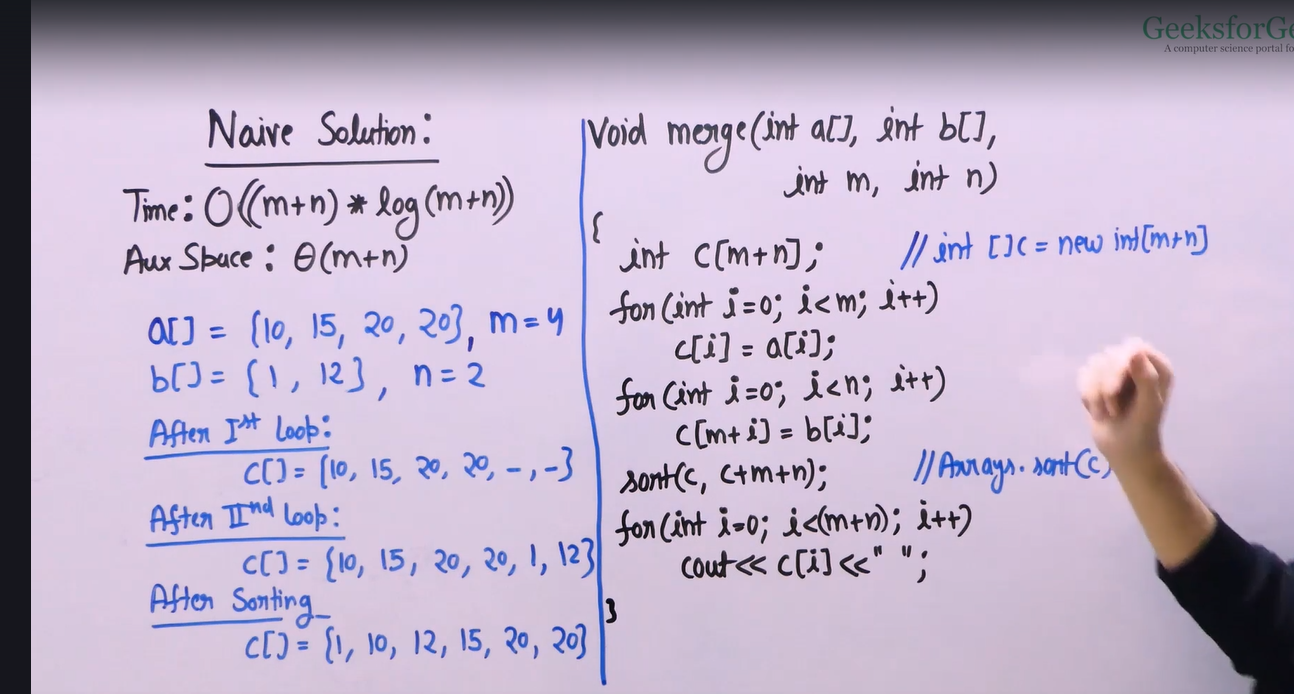 GeeksforGe
A computer science portal fo
Naive Solution:
Time: O((m+n) * log(m+n))
Aux Space: θ(m+n)
a[] = {10, 15, 20, 20}, m=4
b[] = {1, 12}, n=2
After Ist Loop:
c[] = {10, 15, 20, 20, -, -}
After IInd Loop:
c[] = {10, 15, 20, 20, 1, 12}
After Sorting
c[] = {1, 10, 12, 15, 20, 20}
Void merge(int a[], int b[],
int m, int n)
{
int c[m+n]; // int []c = new int[m+n]
for(int i=0; i<m; i++)
c[i] = a[i];
for(int i=0; i<n; i++)
c[m+i] = b[i];
sort(c, c+m+n); //Arrays.sort(c)
for(int i=0; i<(m+n); i++)
cout<< c[i] <<" ";
}